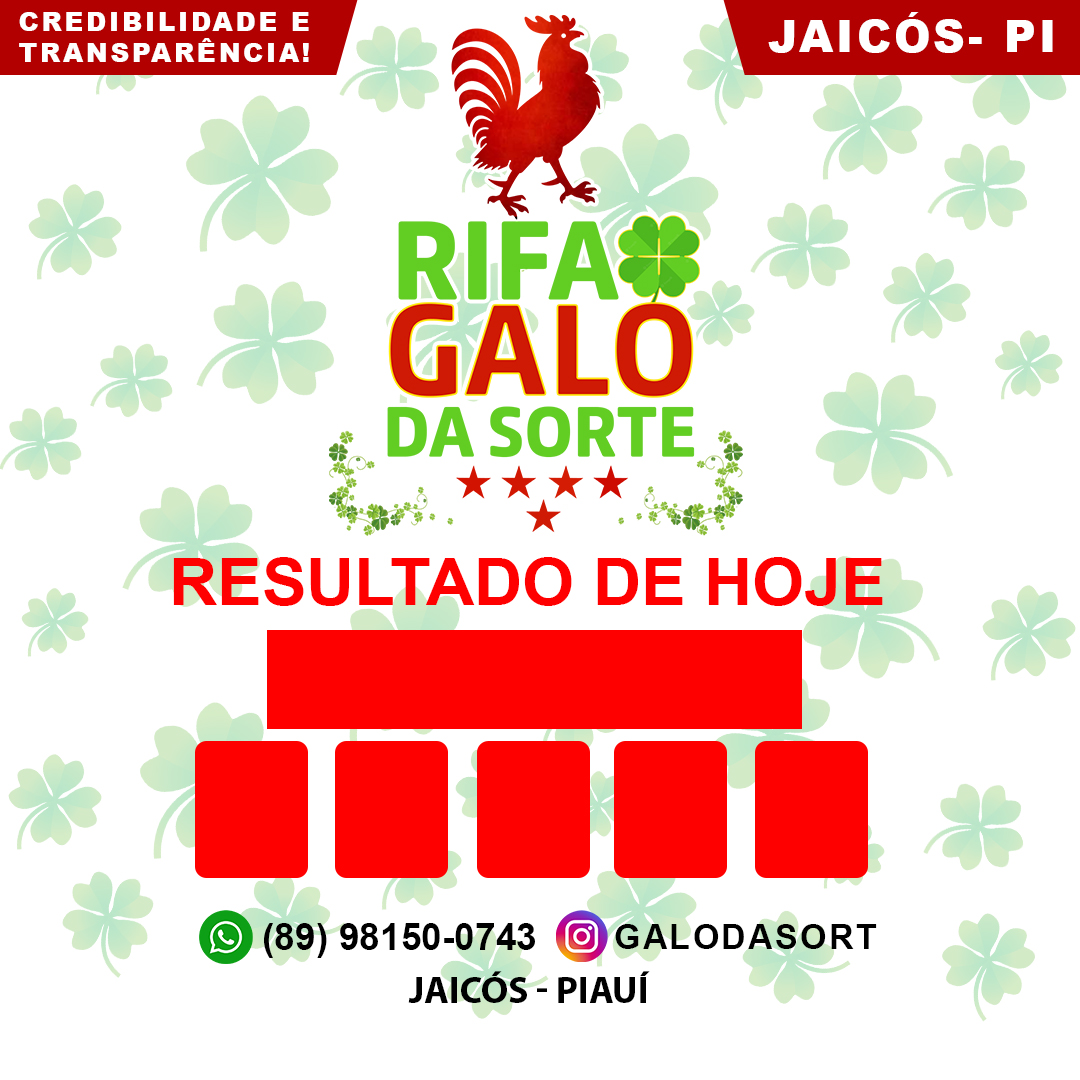 CREDIBILIDADE E
TRANSPARÊNCIA!
JAICÓS- PI
RIFA
GALO
DA SORTE
RESULTADO DE HOJE
(89) 98150-0743 GALODASORT
JAICÓS - PIAUÍ